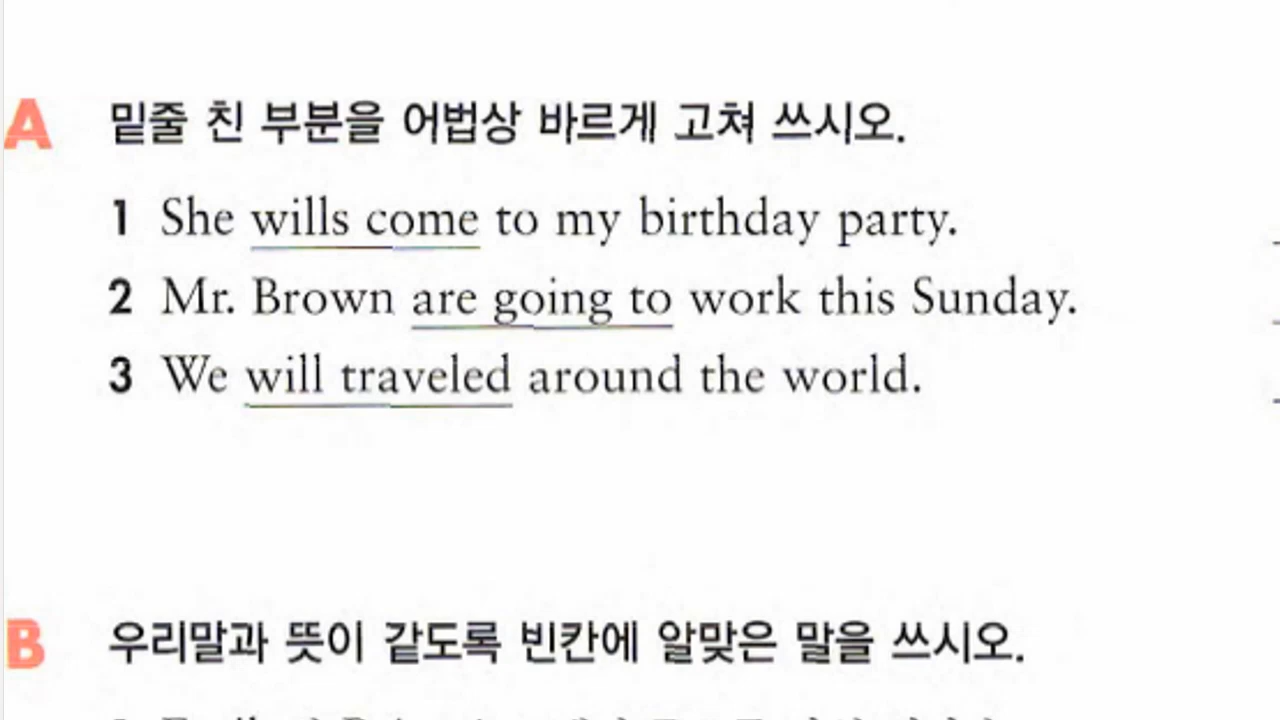 A 밑줄 친 부분을 어법상 바르게 고쳐 쓰시오.
1 She wills come to my birthday party.
2 Mr. Brown are going to work this Sunday.
3 We will traveled around the world.
B 우리말과 뜻이 같도록 빈칸에 알맞은 말을 쓰시오.